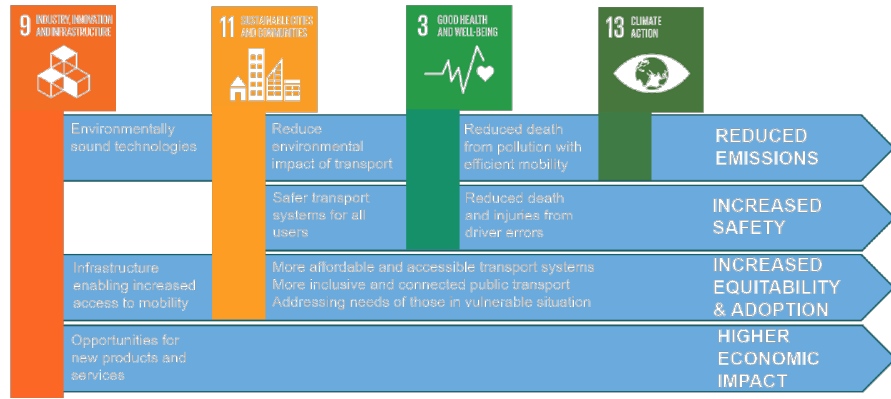 9 INDUSTRY, INNOVATION
AND INFRASTRUCTURE
11 SUSTAINABLE CITIES
AND COMMUNITIES
3 GOOD HEALTH
AND WELL-BEING
13 CLIMATE
ACTION
Environmentally
sound technologies
Reduce
environmental
impact of transport
Reduced death
from pollution with
efficient mobility
REDUCED
EMISSIONS
Safer transport
systems for all
users
Reduced death
and injuries from
driver errors
INCREASED
SAFETY
Infrastructure
enabling increased
access to mobility
More affordable and accessible transport systems
More inclusive and connected public transport
Addressing needs of those in vulnerable situation
INCREASED
EQUITABILITY
& ADOPTION
Opportunities for
new products and
services
HIGHER
ECONOMIC
IMPACT